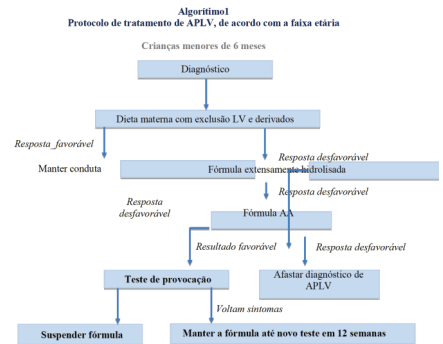 Algorítimo1
Protocolo de tratamento de APLV, de acordo com a faixa etária
Crianças menores de 6 meses
Diagnóstico
Dieta materna com exclusão LV e derivados
Resposta_favorável
Resposta desfavorável
Manter conduta
Fórmula extensamente hidrolisada
Resposta desfavorável
Resposta
desfavorável
Fórmula AA
Resultado favorável
Resposta desfavorável
Teste de provocação
Afastar diagnóstico de
APLV
Voltam sintomas
Suspender fórmula
Manter a fórmula até novo teste em 12 semanas